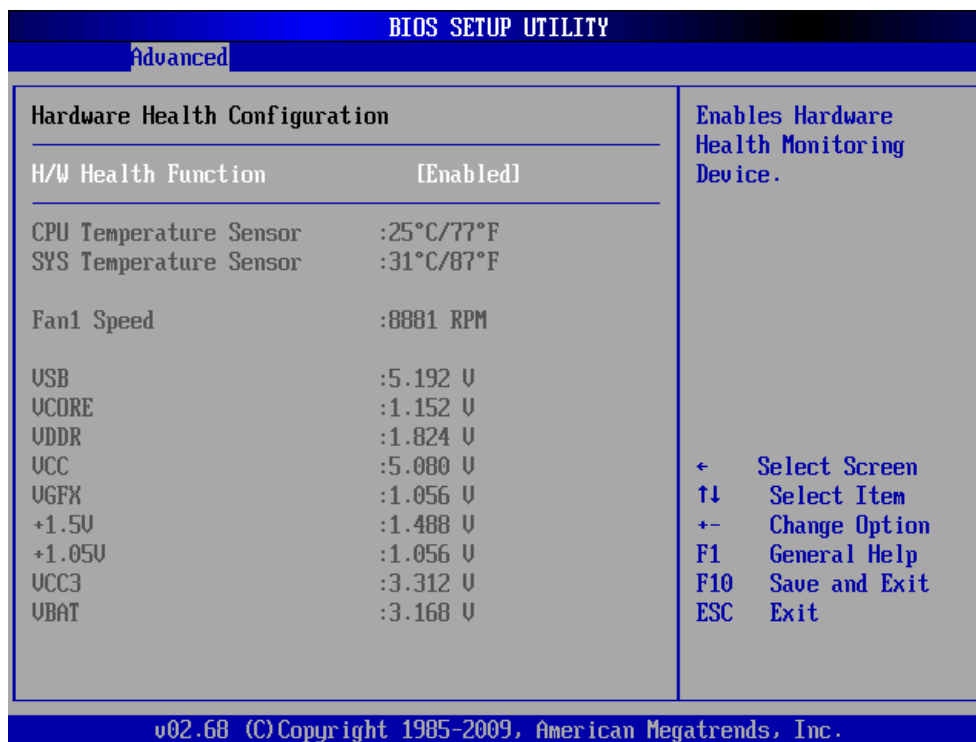 BIOS SETUP UTILITY
Advanced
Hardware Health Configuration
H/W Health Function [Enabled]
CPU Temperature Sensor :25°C/77°F
SYS Temperature Sensor :31°C/87°F
Fan1 Speed :8881 RPM
VSB :5.192 V
VCORE :1.152 V
VDDR :1.824 V
VCC :5.080 V
VGFX :1.056 V
+1.5V :1.488 V
+1.05V :1.056 V
VCC3 :3.312 V
VBAT :3.168 V
Enables Hardware
Health Monitoring
Device.
← Select Screen
↑↓ Select Item
+- Change Option
F1 General Help
F10 Save and Exit
ESC Exit
v02.68 (C)Copyright 1985-2009, American Megatrends, Inc.